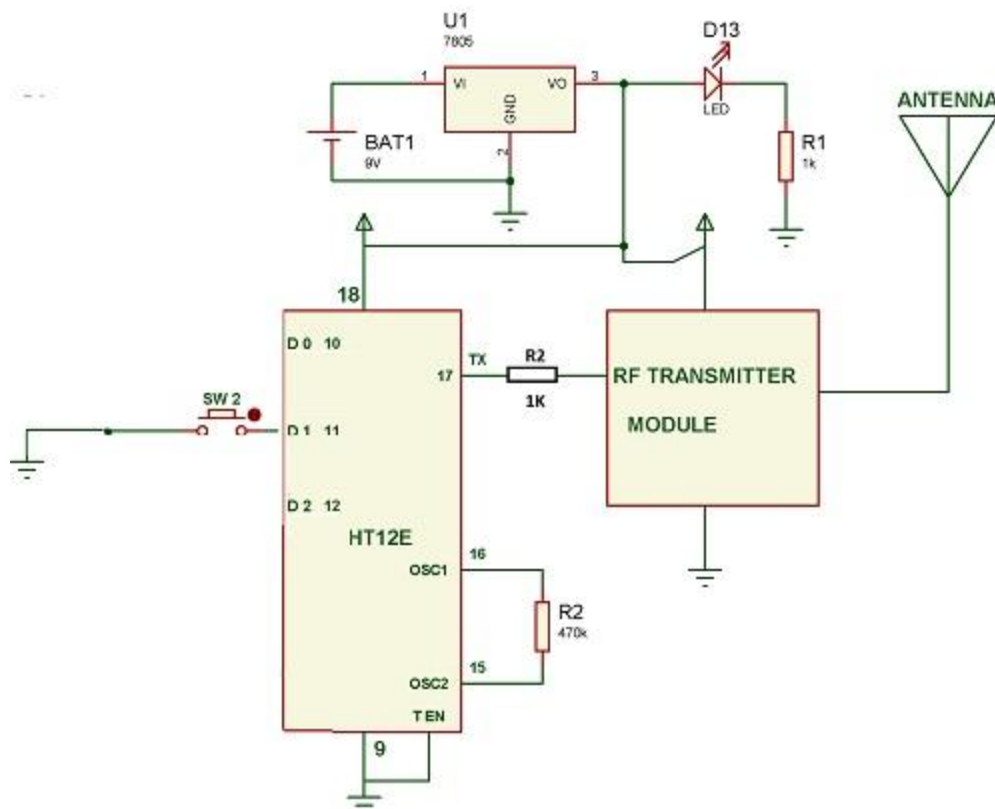 U1
7805
1
VI
VO
3
GND
2
D13
LED
ANTENNA
BAT1
9V
R1
1k
18
D 0 10
TX
R2
17
1K
RF TRANSMITTER
MODULE
SW 2
D 1 11
D 2 12
HT12E
16
OSC1
R2
470k
15
OSC2
TEN
9